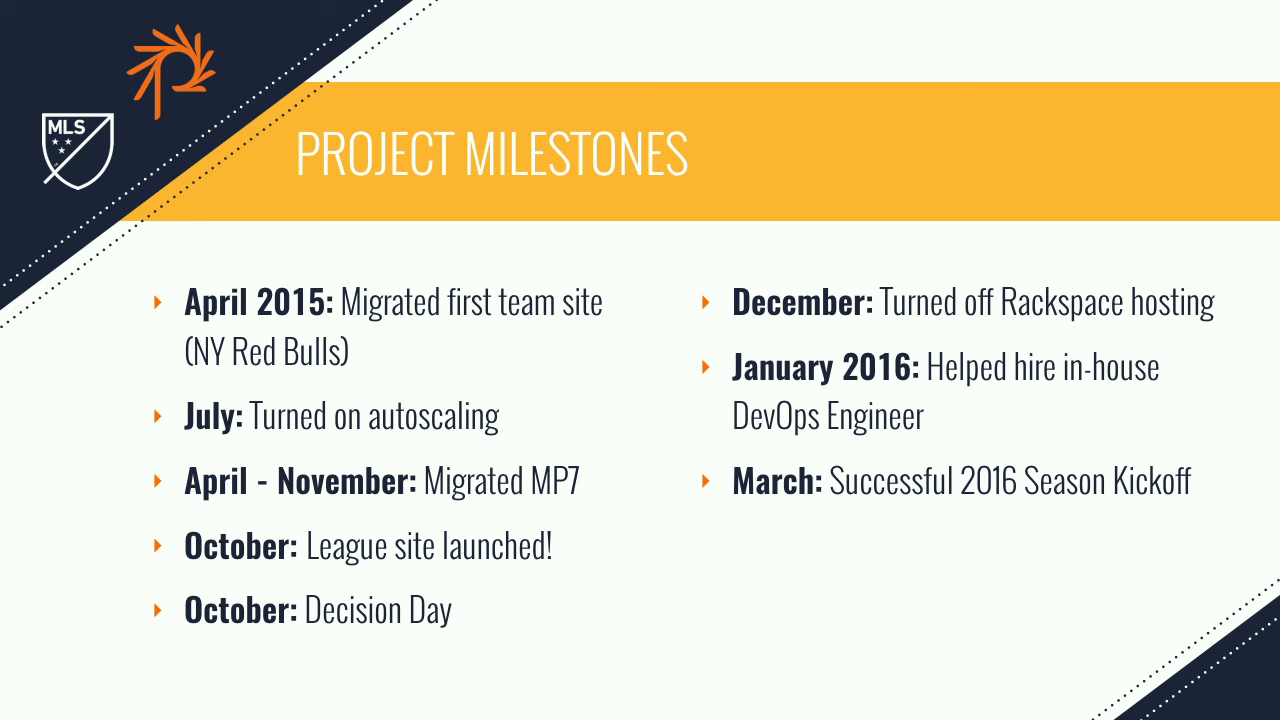 MLS
PROJECT MILESTONES
April 2015: Migrated first team site
(NY Red Bulls)
July: Turned on autoscaling
April - November: Migrated MP7
October: League site launched!
October: Decision Day
December: Turned off Rackspace hosting
January 2016: Helped hire in-house
DevOps Engineer
March: Successful 2016 Season Kickoff